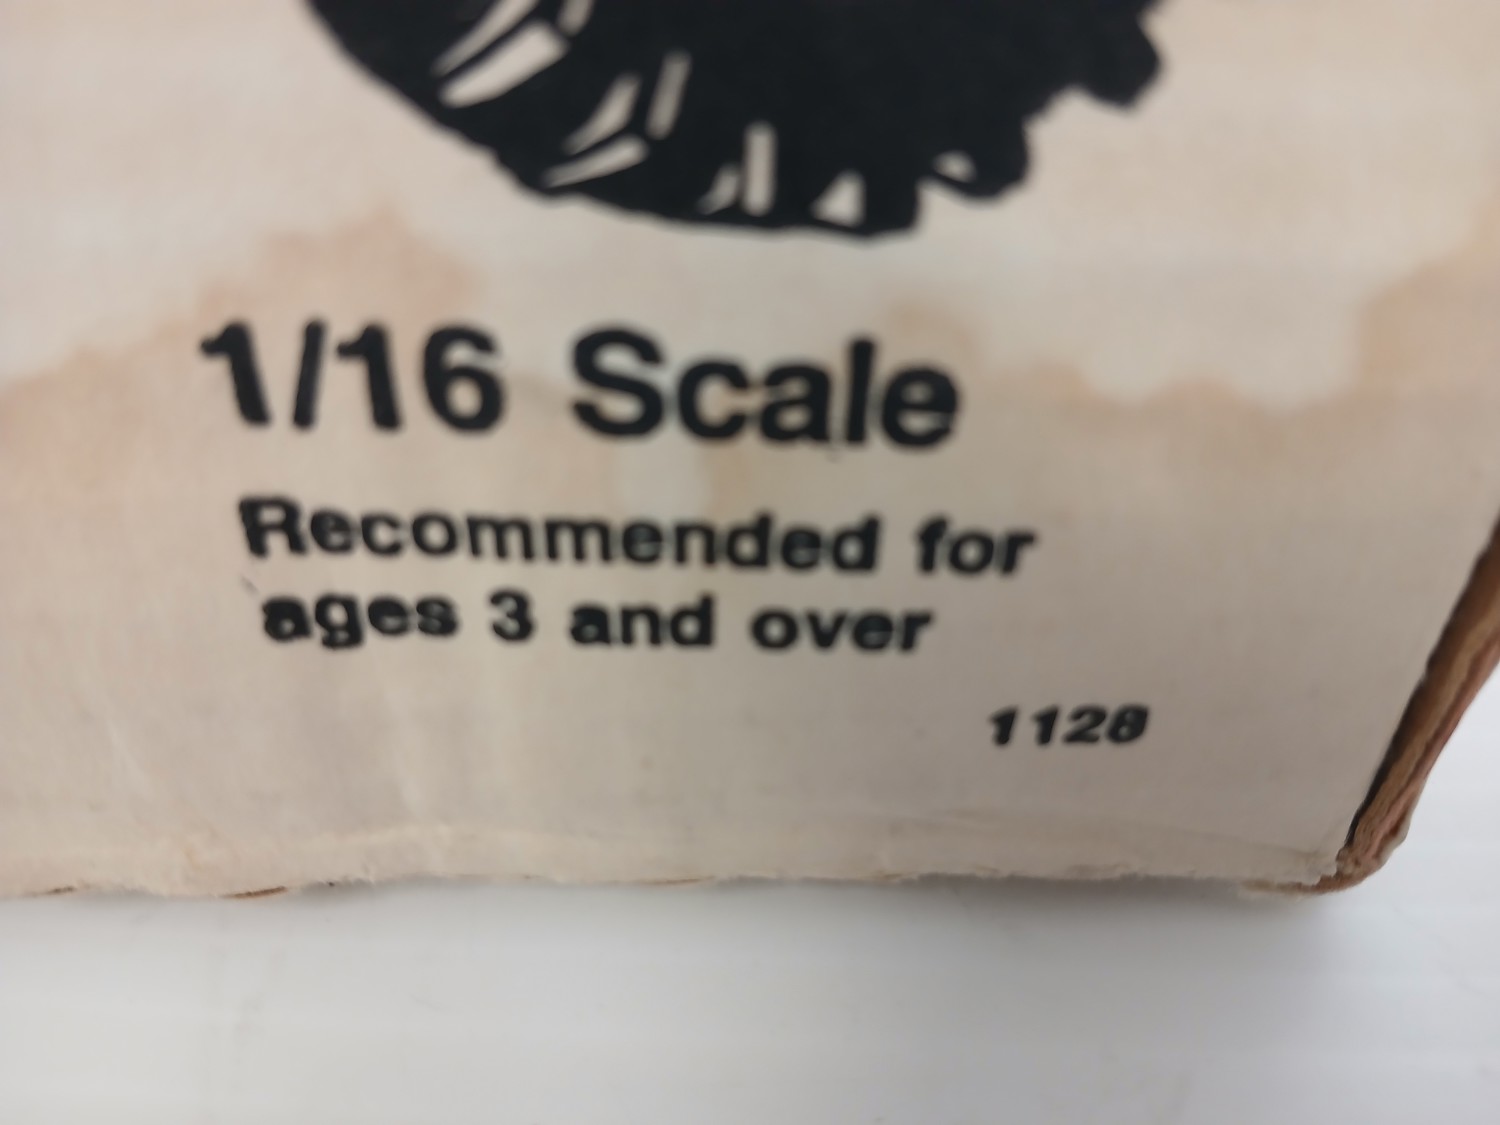 1/16 Scale
Recommended for
ages 3 and over
1128